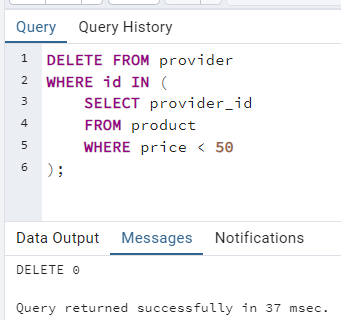 Query Query History
1 DELETE FROM provider
2 WHERE id IN (
3 SELECT provider_id
4 FROM product
5 WHERE price < 50
6 );
Data Output Messages Notifications
DELETE 0
Query returned successfully in 37 msec.